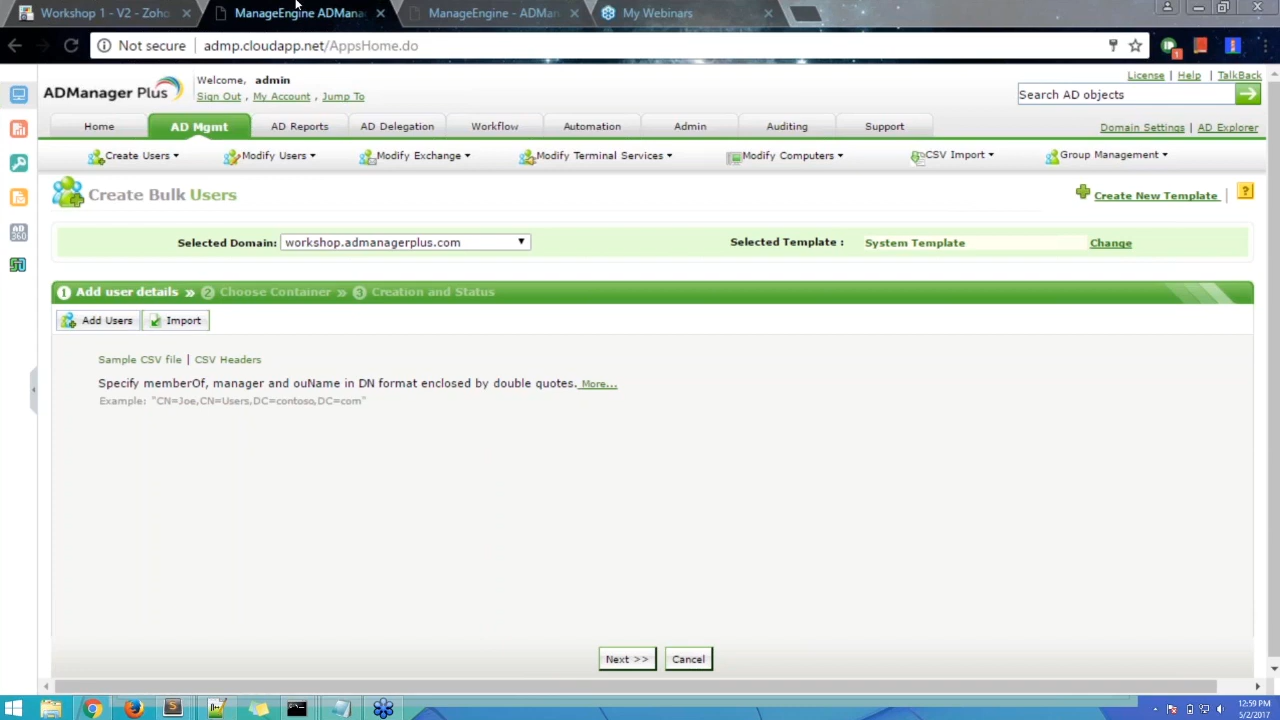 Workshop 1 - V2 - Zoho
ManageEngine ADMana
ManageEngine - ADMan
My Webinars
Not secure | admp.cloudapp.net/AppsHome.do
ADManager Plus
Welcome, admin
Sign Out , My Account , Jump To
License | Help | TalkBack
Search AD objects
Home AD Mgmt AD Reports AD Delegation Workflow Automation Admin Auditing Support
Domain Settings | AD Explorer
Create Users Modify Users Modify Exchange Modify Terminal Services Modify Computers CSV Import Group Management
Create Bulk Users
Create New Template | ?
Selected Domain: workshop.admanagerplus.com
Selected Template : System Template Change
1 Add user details » 2 Choose Container » 3 Creation and Status
Add Users Import
Sample CSV file | CSV Headers
Specify memberOf, manager and ouName in DN format enclosed by double quotes. More...
Example: "CN=Joe,CN=Users,DC=contoso,DC=com"
Next >> Cancel
12:59 PM
5/2/2017